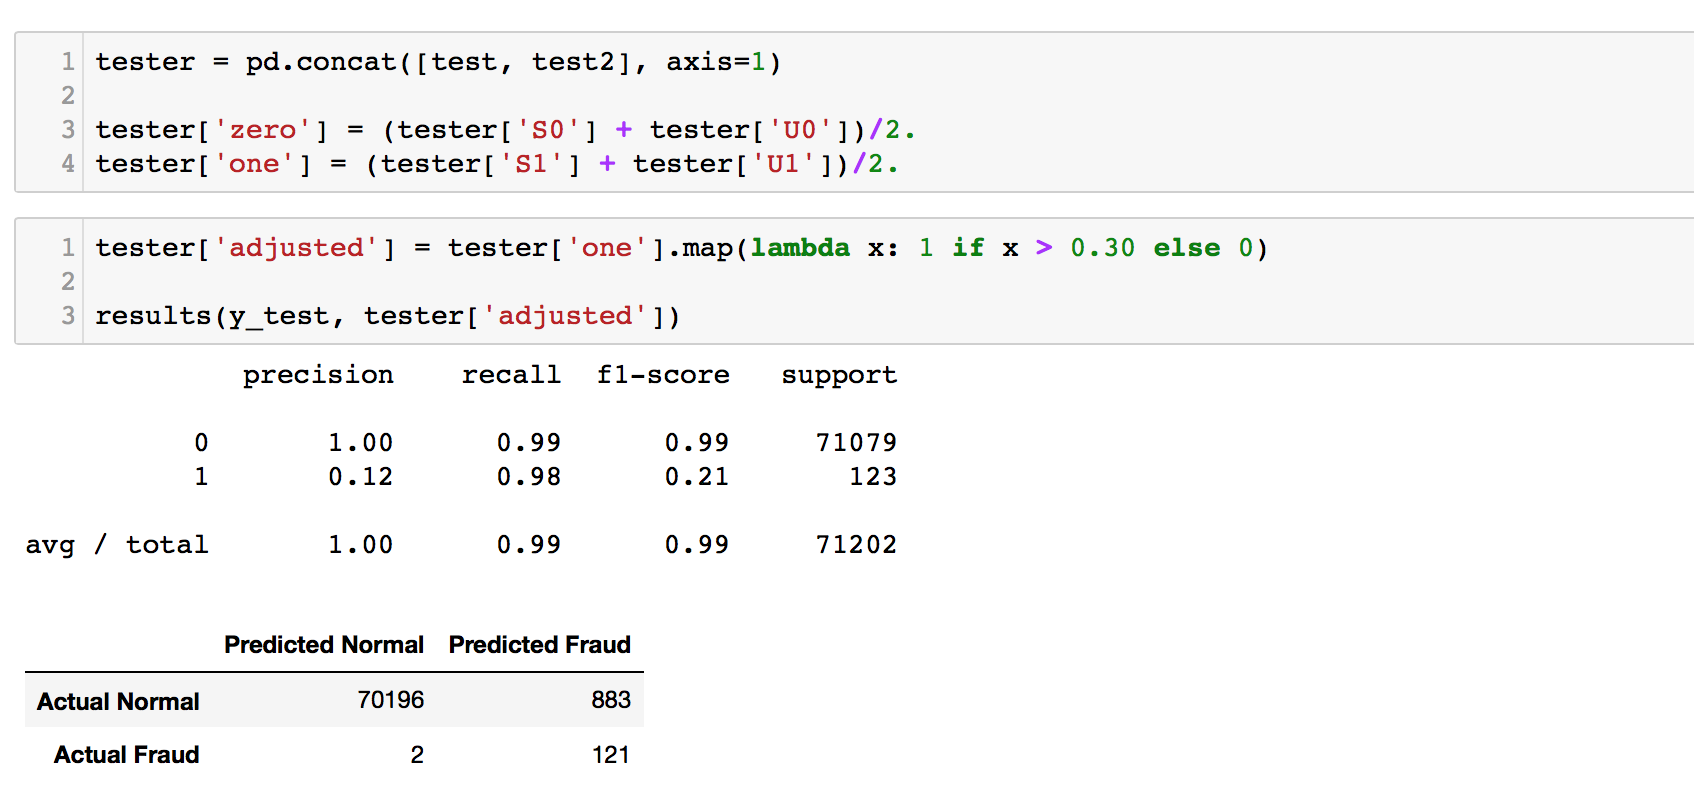 1 tester = pd.concat([test, test2], axis=1)
2
3 tester['zero'] = (tester['S0'] + tester['U0'])/2.
4 tester['one'] = (tester['S1'] + tester['U1'])/2.
1 tester['adjusted'] = tester['one'].map(lambda x: 1 if x > 0.30 else 0)
2
3 results(y_test, tester['adjusted'])
precision recall f1-score support
0 1.00 0.99 0.99 71079
1 0.12 0.98 0.21 123
avg / total 1.00 0.99 0.99 71202
Predicted Normal Predicted Fraud
Actual Normal 70196 883
Actual Fraud 2 121